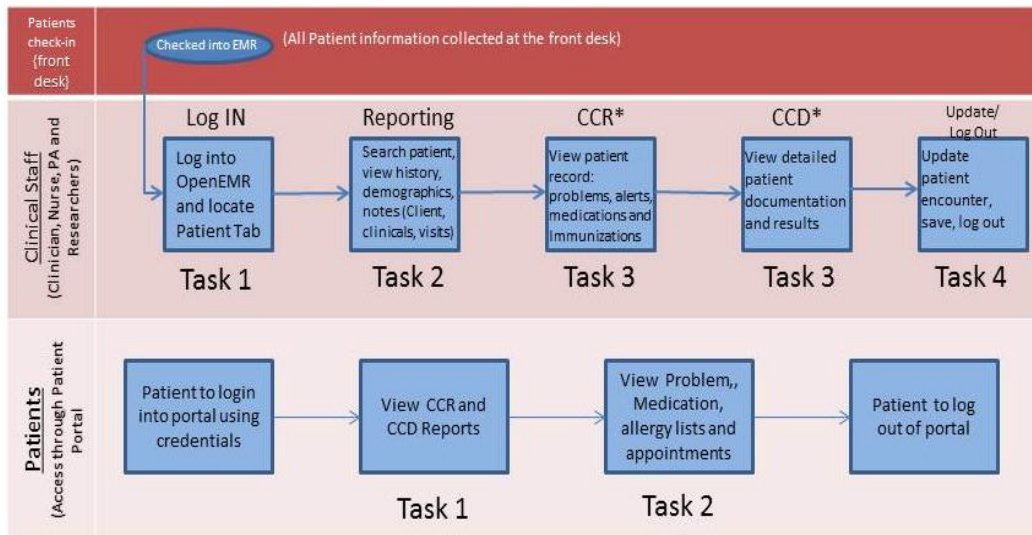 Patients
check-in
{front
desk}
Checked into EMR
(All Patient information collected at the front desk)
Clinical Staff
(Clinician, Nurse, PA and
Researchers)
Log IN
Log into
OpenEMR
and locate
Patient Tab
Task 1
Reporting
Search patient,
view history,
demographics,
notes (Client,
clinicals, visits)
Task 2
CCR*
View patient
record:
problems, alerts,
medications and
Immunizations
Task 3
CCD*
View detailed
patient
documentation
and results
Task 3
Update/
Log Out
Update
patient
encounter,
save, log out
Task 4
Patients
(Access through Patient
Portal
Patient to login
into portal using
credentials
View CCR and
CCD Reports
Task 1
View Problem,,
Medication,
allergy lists and
appointments
Task 2
Patient to log
out of portal